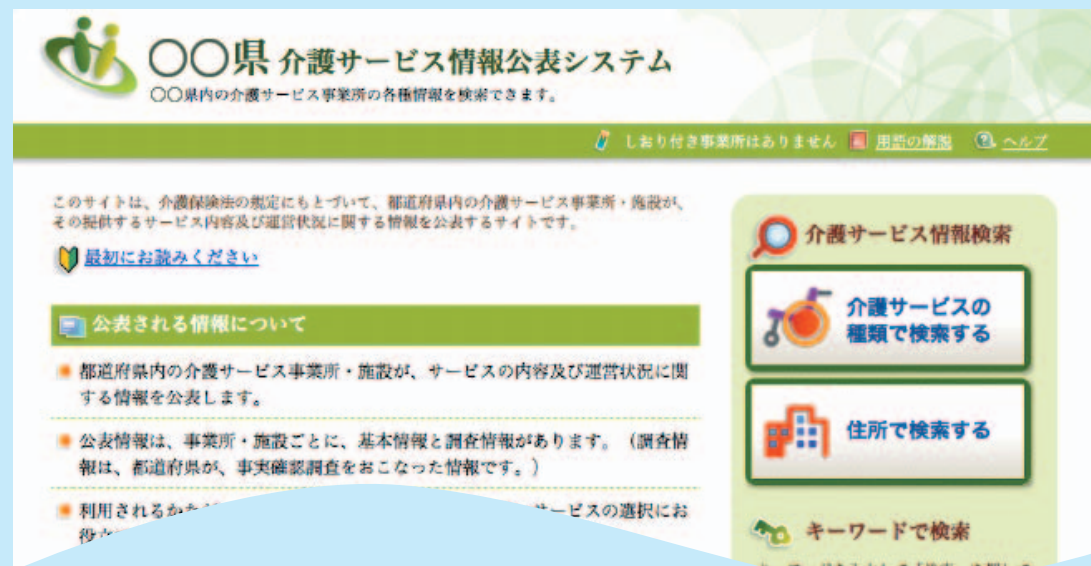 〇〇県 介護サービス情報公表システム
〇〇県内の介護サービス事業所の各種情報を検索できます。
しおり付き事業所はありません 用語の解説 ヘルプ
このサイトは、介護保険法の規定にもとづいて、都道府県内の介護サービス事業所・施設が、
その提供するサービス内容及び運営状況に関する情報を公表するサイトです。
最初にお読みください
公表される情報について
都道府県内の介護サービス事業所・施設が、サービスの内容及び運営状況に関
する情報を公表します。
公表情報は、事業所・施設ごとに、基本情報と調査情報があります。（調査情
報は、都道府県が、事実確認調査をおこなった情報です。）
利用されるかた
サービスの選択にお
役
介護サービス情報検索
介護サービスの
種類で検索する
住所で検索する
キーワードで検索